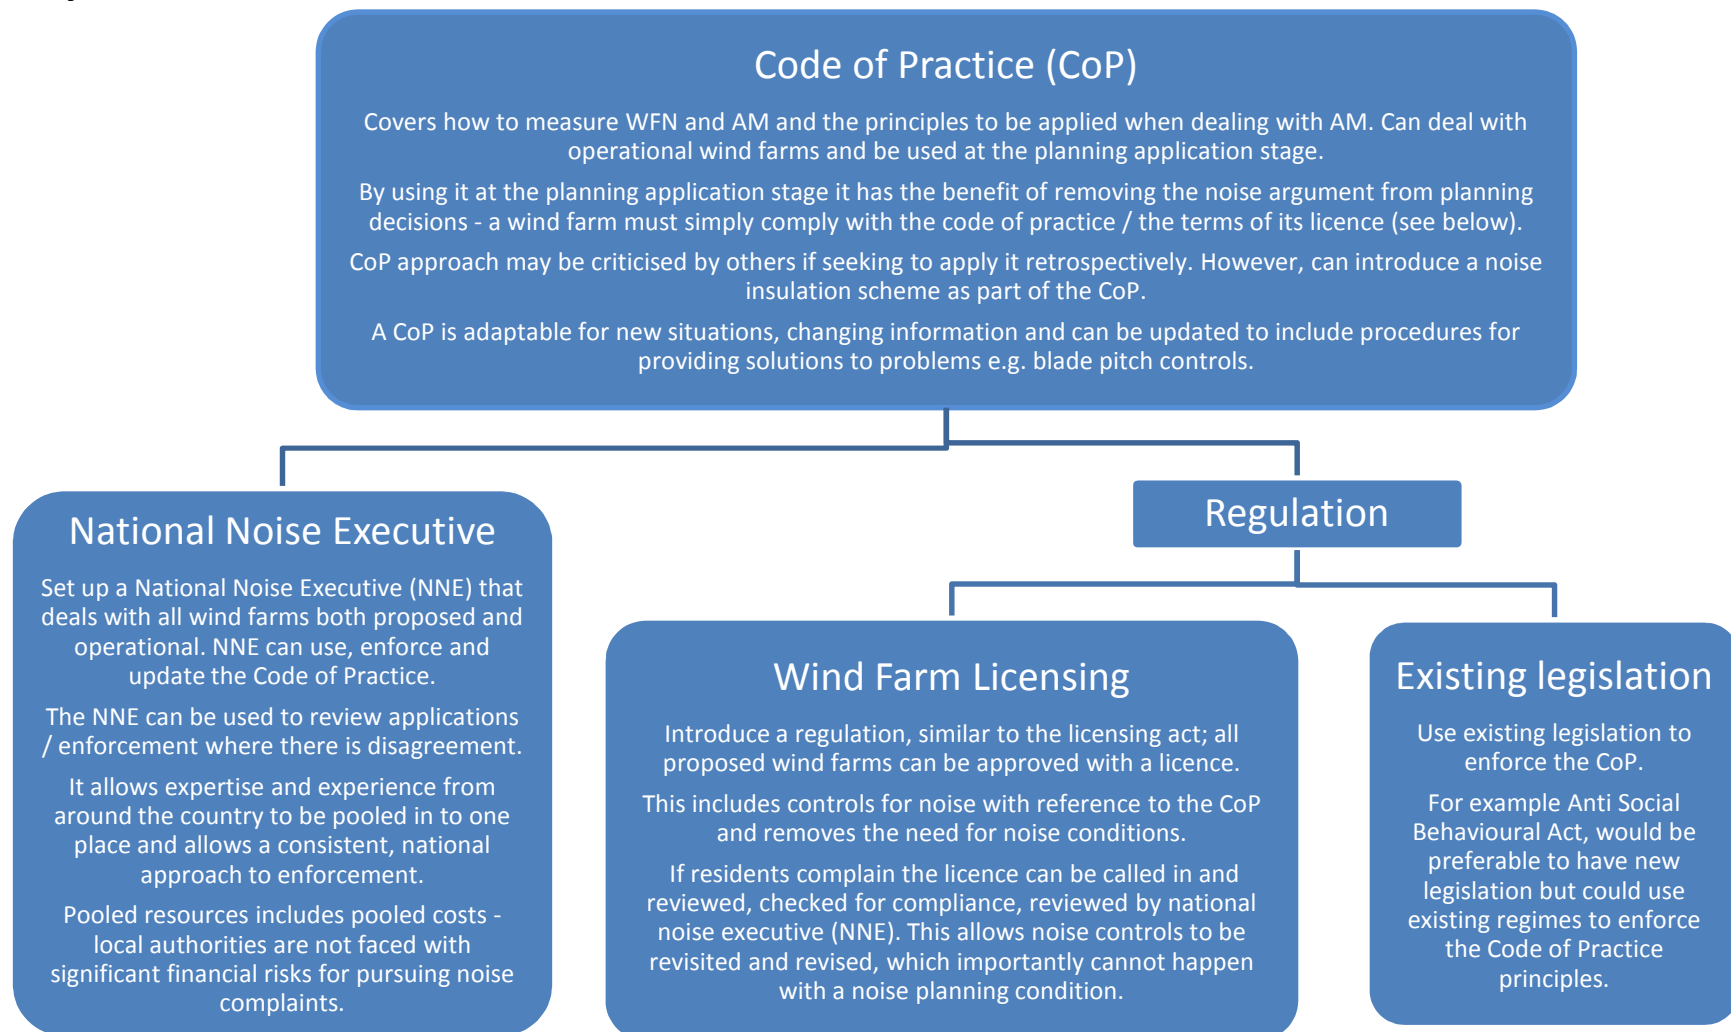 Code of Practice (CoP)
Covers how to measure WFN and AM and the principles to be applied when dealing with AM. Can deal with
operational wind farms and be used at the planning application stage.
By using it at the planning application stage it has the benefit of removing the noise argument from planning
decisions - a wind farm must simply comply with the code of practice / the terms of its licence (see below).
CoP approach may be criticised by others if seeking to apply it retrospectively. However, can introduce a noise
insulation scheme as part of the CoP.
A CoP is adaptable for new situations, changing information and can be updated to include procedures for
providing solutions to problems e.g. blade pitch controls.
National Noise Executive
Set up a National Noise Executive (NNE) that
deals with all wind farms both proposed and
operational. NNE can use, enforce and
update the Code of Practice.
The NNE can be used to review applications
/ enforcement where there is disagreement.
It allows expertise and experience from
around the country to be pooled in to one
place and allows a consistent, national
approach to enforcement.
Pooled resources includes pooled costs -
local authorities are not faced with
significant financial risks for pursuing noise
complaints.
Regulation
Wind Farm Licensing
Introduce a regulation, similar to the licensing act; all
proposed wind farms can be approved with a licence.
This includes controls for noise with reference to the CoP
and removes the need for noise conditions.
If residents complain the licence can be called in and
reviewed, checked for compliance, reviewed by national
noise executive (NNE). This allows noise controls to be
revisited and revised, which importantly cannot happen
with a noise planning condition.
Existing legislation
Use existing legislation to
enforce the CoP.
For example Anti Social
Behavioural Act, would be
preferable to have new
legislation but could use
existing regimes to enforce
the Code of Practice
principles.